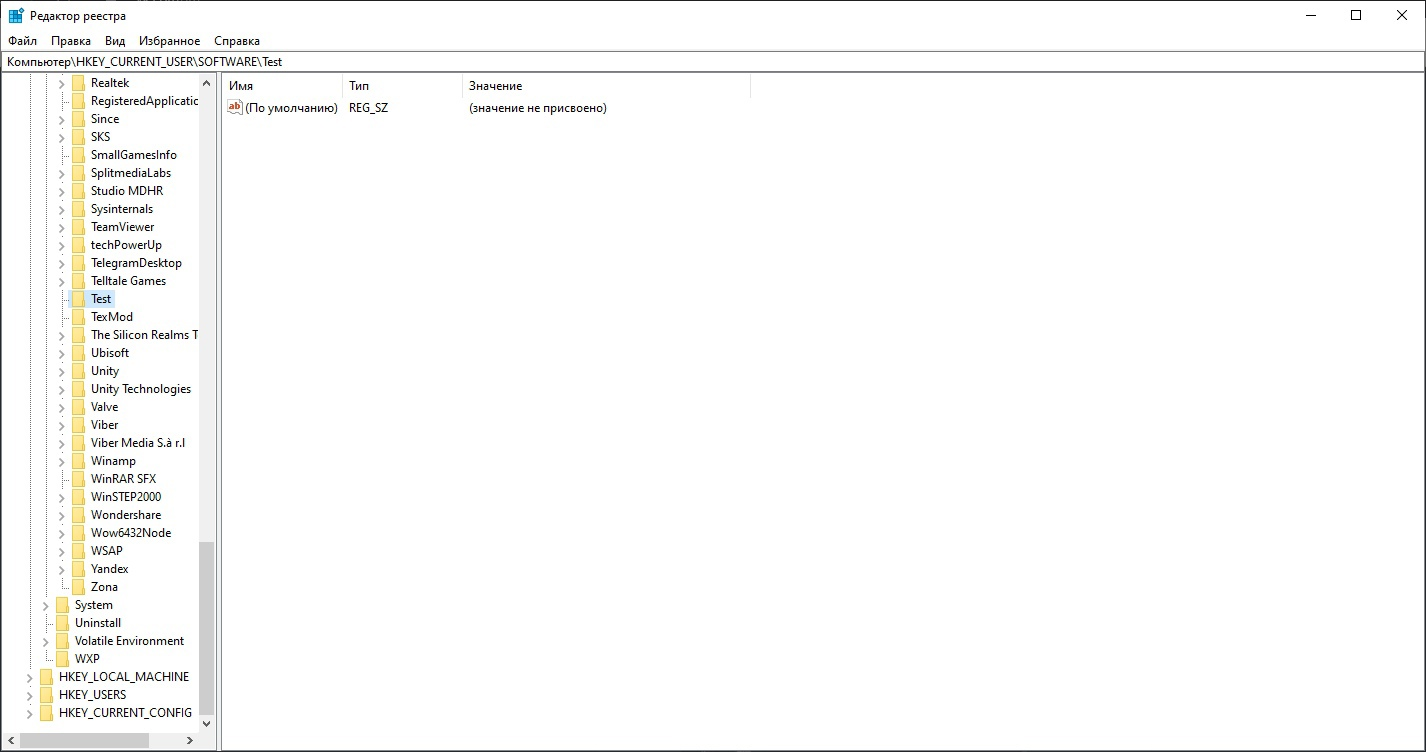 Редактор реестра
Файл Правка Вид Избранное Справка
Компьютер\HKEY_CURRENT_USER\SOFTWARE\Test
Имя Тип Значение
ab (По умолчанию) REG_SZ (значение не присвоено)
Realtek
RegisteredApplicatic
Since
SKS
SmallGamesInfo
SplitmediaLabs
Studio MDHR
Sysinternals
TeamViewer
techPowerUp
TelegramDesktop
Telltale Games
Test
TexMod
The Silicon Realms T
Ubisoft
Unity
Unity Technologies
Valve
Viber
Viber Media S.à r.l
Winamp
WinRAR SFX
WinSTEP2000
Wondershare
Wow6432Node
WSAP
Yandex
Zona
System
Uninstall
Volatile Environment
WXP
HKEY_LOCAL_MACHINE
HKEY_USERS
HKEY_CURRENT_CONFIG